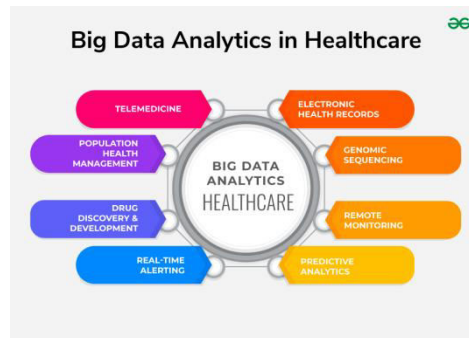 Big Data Analytics in Healthcare
TELEMEDICINE
ELECTRONIC
HEALTH RECORDS
POPULATION
HEALTH
MANAGEMENT
GENOMIC
SEQUENCING
BIG DATA
ANALYTICS
HEALTHCARE
DRUG
DISCOVERY &
DEVELOPMENT
REMOTE
MONITORING
REAL-TIME
ALERTING
PREDICTIVE
ANALYTICS